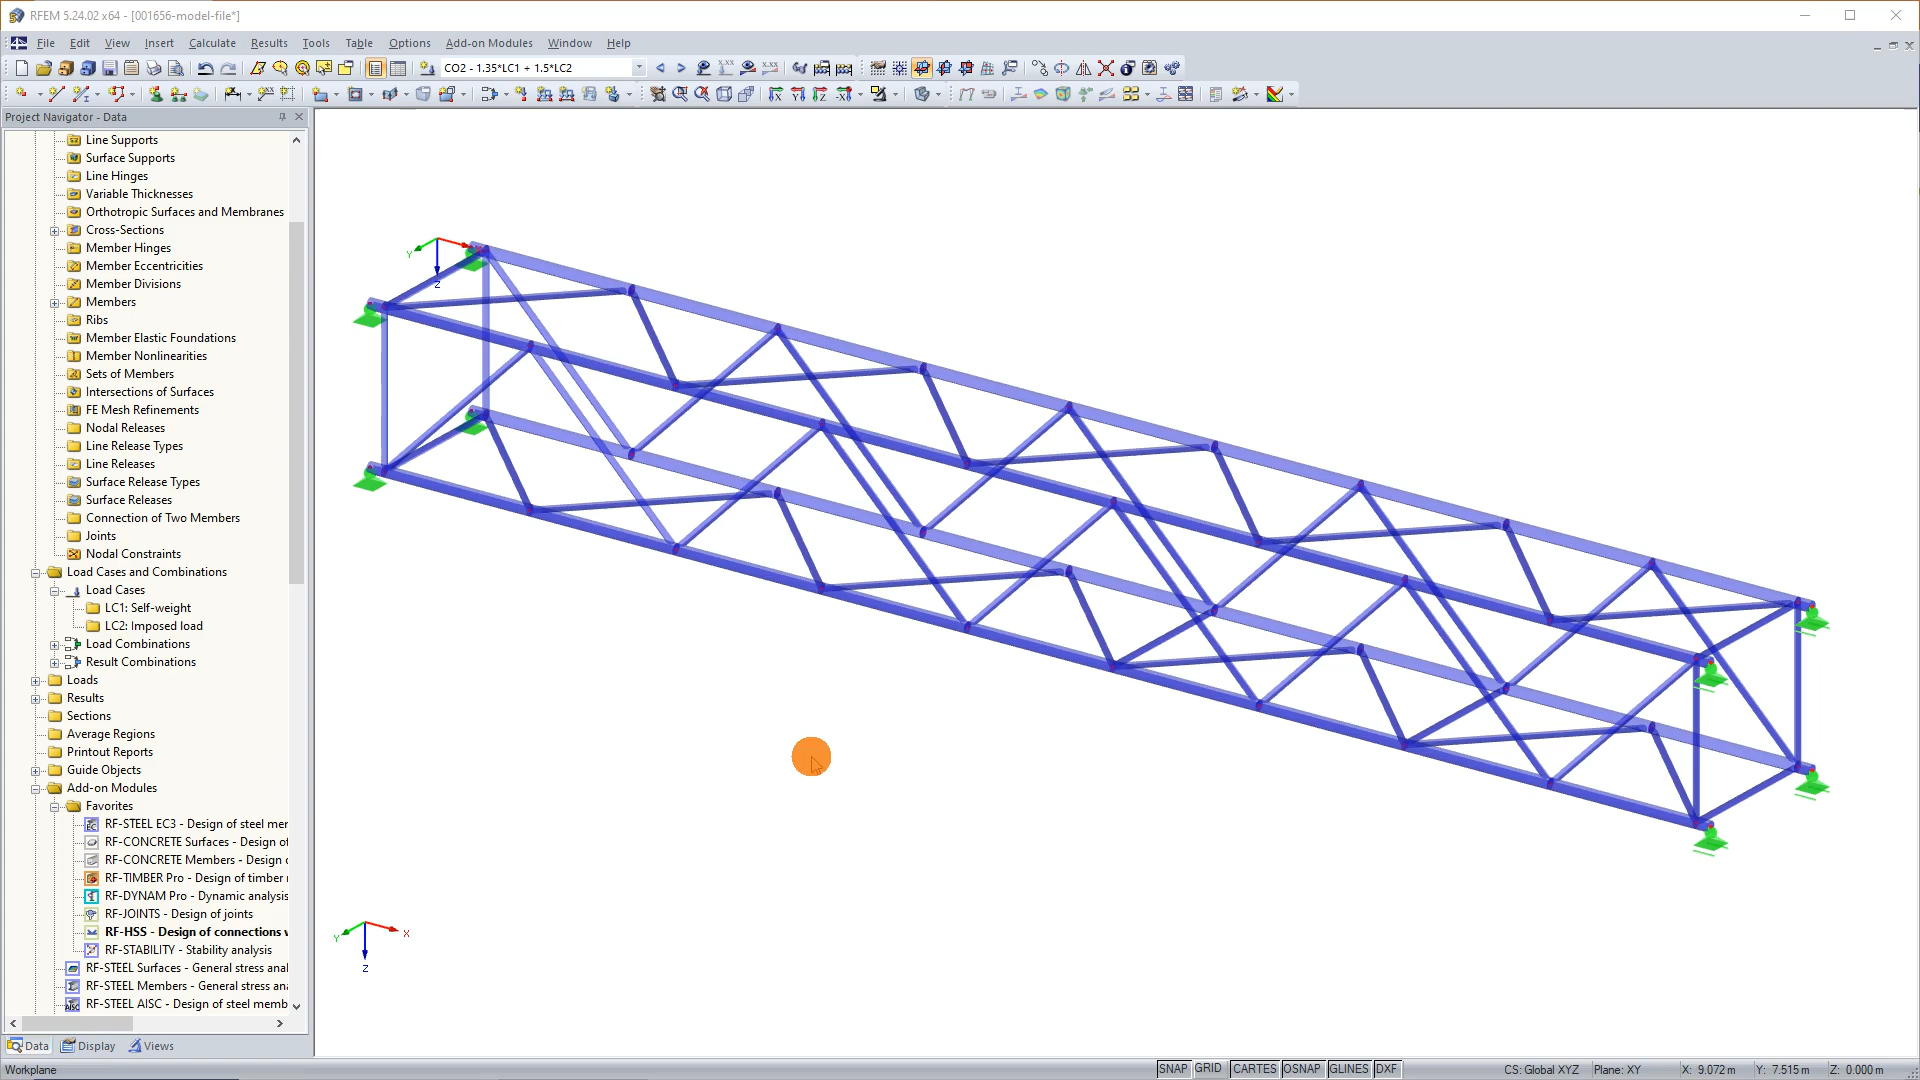 RFEM 5.24.02 x64 - [001656-model-file*]
File Edit View Insert Calculate Results Tools Table Options Add-on Modules Window Help
CO2 - 1.35*LC1 + 1.5*LC2
Project Navigator - Data
Line Supports
Surface Supports
Line Hinges
Variable Thicknesses
Orthotropic Surfaces and Membranes
Cross-Sections
Member Hinges
Member Eccentricities
Member Divisions
Members
Ribs
Member Elastic Foundations
Member Nonlinearities
Sets of Members
Intersections of Surfaces
FE Mesh Refinements
Nodal Releases
Line Release Types
Line Releases
Surface Release Types
Surface Releases
Connection of Two Members
Joints
Nodal Constraints
Load Cases and Combinations
Load Cases
LC1: Self-weight
LC2: Imposed load
Load Combinations
Result Combinations
Loads
Results
Sections
Average Regions
Printout Reports
Guide Objects
Add-on Modules
Favorites
RF-STEEL EC3 - Design of steel mer
RF-CONCRETE Surfaces - Design of
RF-CONCRETE Members - Design c
RF-TIMBER Pro - Design of timber r
RF-DYNAM Pro - Dynamic analysis
RF-JOINTS - Design of joints
RF-HSS - Design of connections v
RF-STABILITY - Stability analysis
RF-STEEL Surfaces - General stress anal
RF-STEEL Members - General stress ana
RF-STEEL AISC - Design of steel memb
Data Display Views
Y
Z
Y
X
Z
Workplane
SNAP GRID CARTES OSNAP GLINES DXF CS: Global XYZ Plane: XY X: 9.072 m Y: 7.515 m Z: 0.000 m